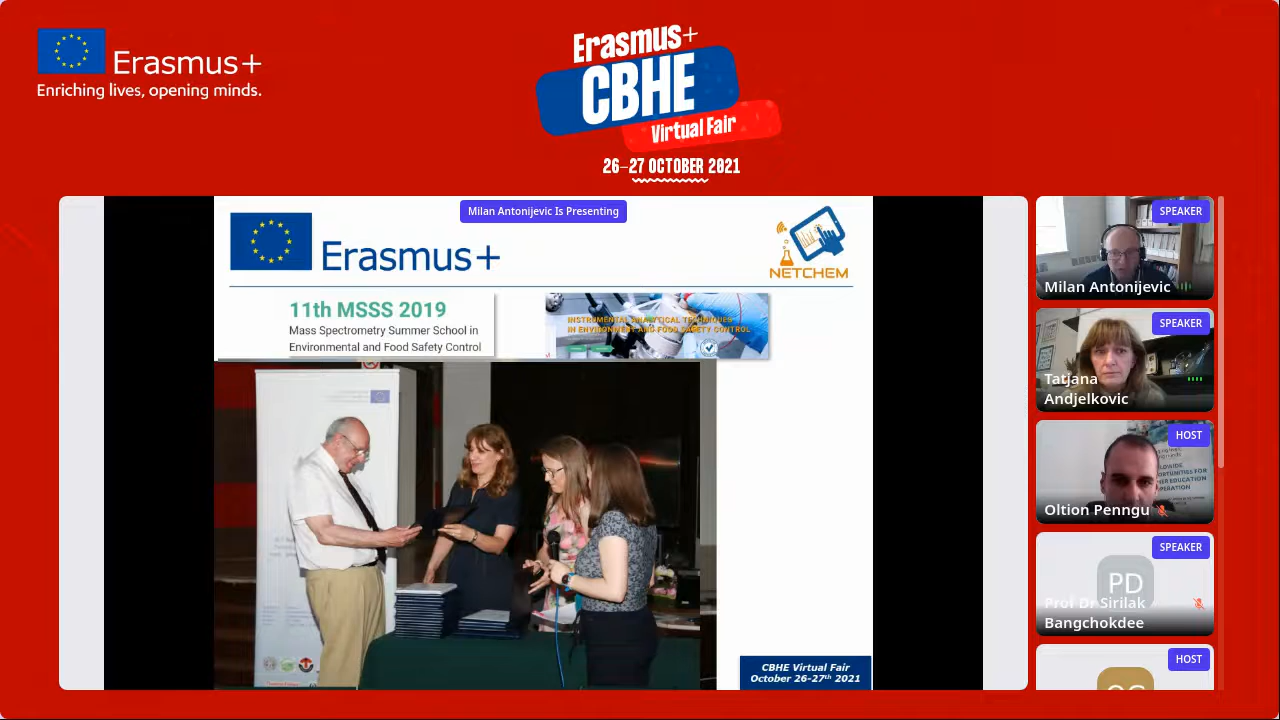 Erasmus+
Enriching lives, opening minds.
Erasmus+
CBHE
Virtual Fair
26–27 OCTOBER 2021
Milan Antonijevic Is Presenting
Erasmus+
NETCHEM
11th MSSS 2019
Mass Spectrometry Summer School in
Environmental and Food Safety Control
INSTRUMENTAL ANALYTICAL TECHNIQUES
IN ENVIRONMENT AND FOOD SAFETY CONTROL
CBHE Virtual Fair
October 26-27th 2021
SPEAKER
Milan Antonijevic
SPEAKER
Tatjana
Andjelkovic
HOST
Oltion Penngu
SPEAKER
PD
Prof Dr Sirilak
Bangchokdee
HOST